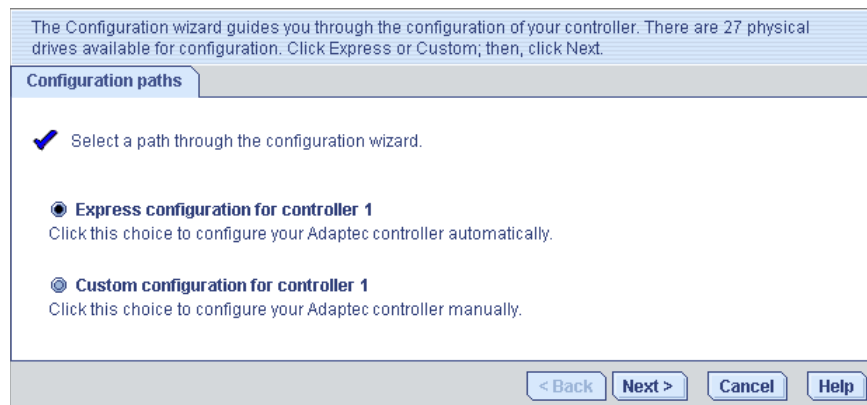 The Configuration wizard guides you through the configuration of your controller. There are 27 physical
drives available for configuration. Click Express or Custom; then, click Next.
Configuration paths
Select a path through the configuration wizard.
Express configuration for controller 1
Click this choice to configure your Adaptec controller automatically.
Custom configuration for controller 1
Click this choice to configure your Adaptec controller manually.
< Back Next > Cancel Help